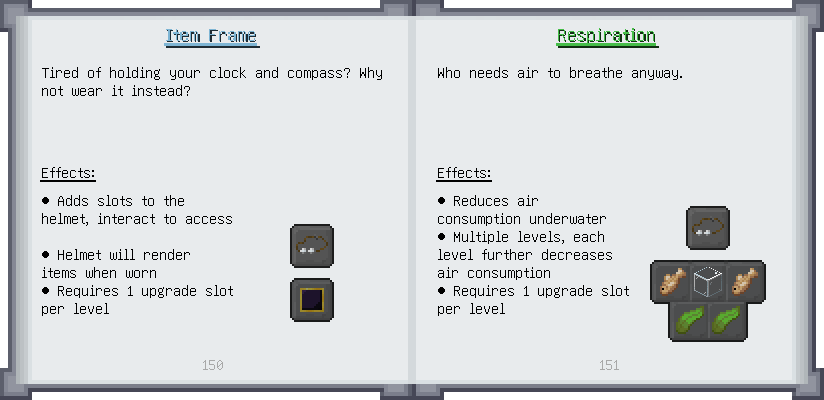 Item Frame
Tired of holding your clock and compass? Why
not wear it instead?
Effects:
● Adds slots to the
helmet, interact to access
● Helmet will render
items when worn
● Requires 1 upgrade slot
per level
150
Respiration
Who needs air to breathe anyway.
Effects:
● Reduces air
consumption underwater
● Multiple levels, each
level further decreases
air consumption
● Requires 1 upgrade slot
per level
151